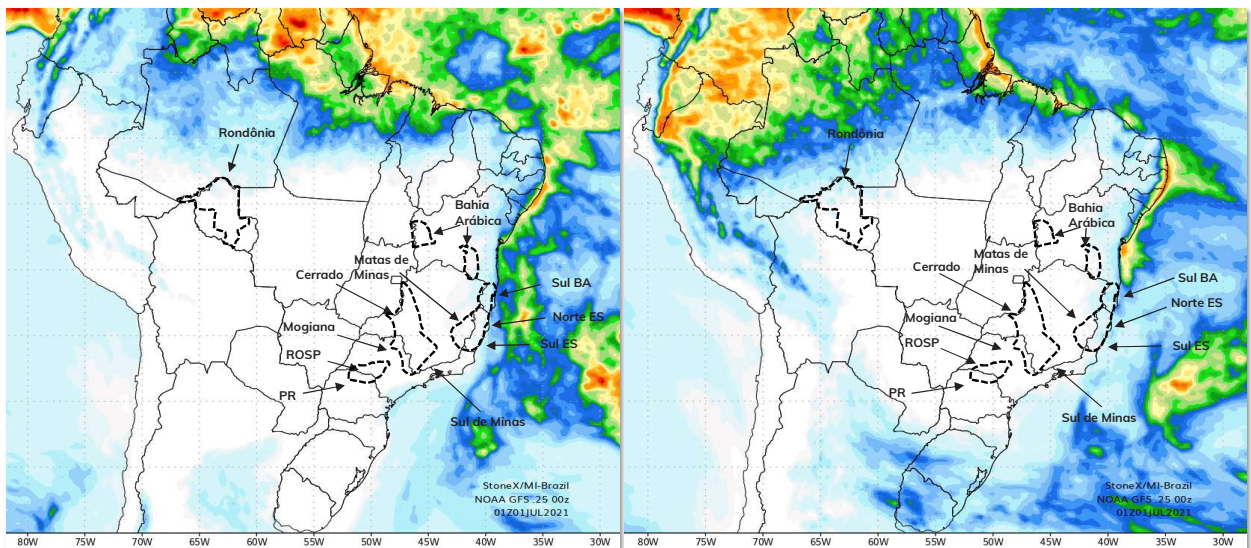 Rondônia
Bahia
Arábica
Matas de
Minas
Cerrado
Sul BA
Mogiana
Norte ES
ROSP
Sul ES
PR
Sul de Minas
StoneX/MI-Brazil
NOAA GFS .25 00z
01Z01JUL2021
80W 75W 70W 65W 60W 55W 50W 45W 40W 35W 30W
Rondônia
Bahia
Arábica
Matas de
Minas
Cerrado
Sul BA
Norte ES
Mogiana
ROSP
Sul ES
PR
Sul de Minas
StoneX/MI-Brazil
NOAA GFS .25 00z
01Z01JUL2021
80W 75W 70W 65W 60W 55W 50W 45W 40W 35W 30W